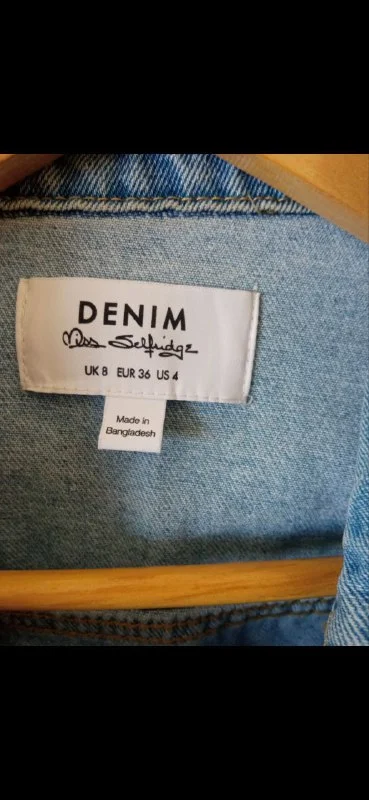 DENIM
Miss Selfridge
UK 8 EUR 36 US 4
Made in
Bangladesh